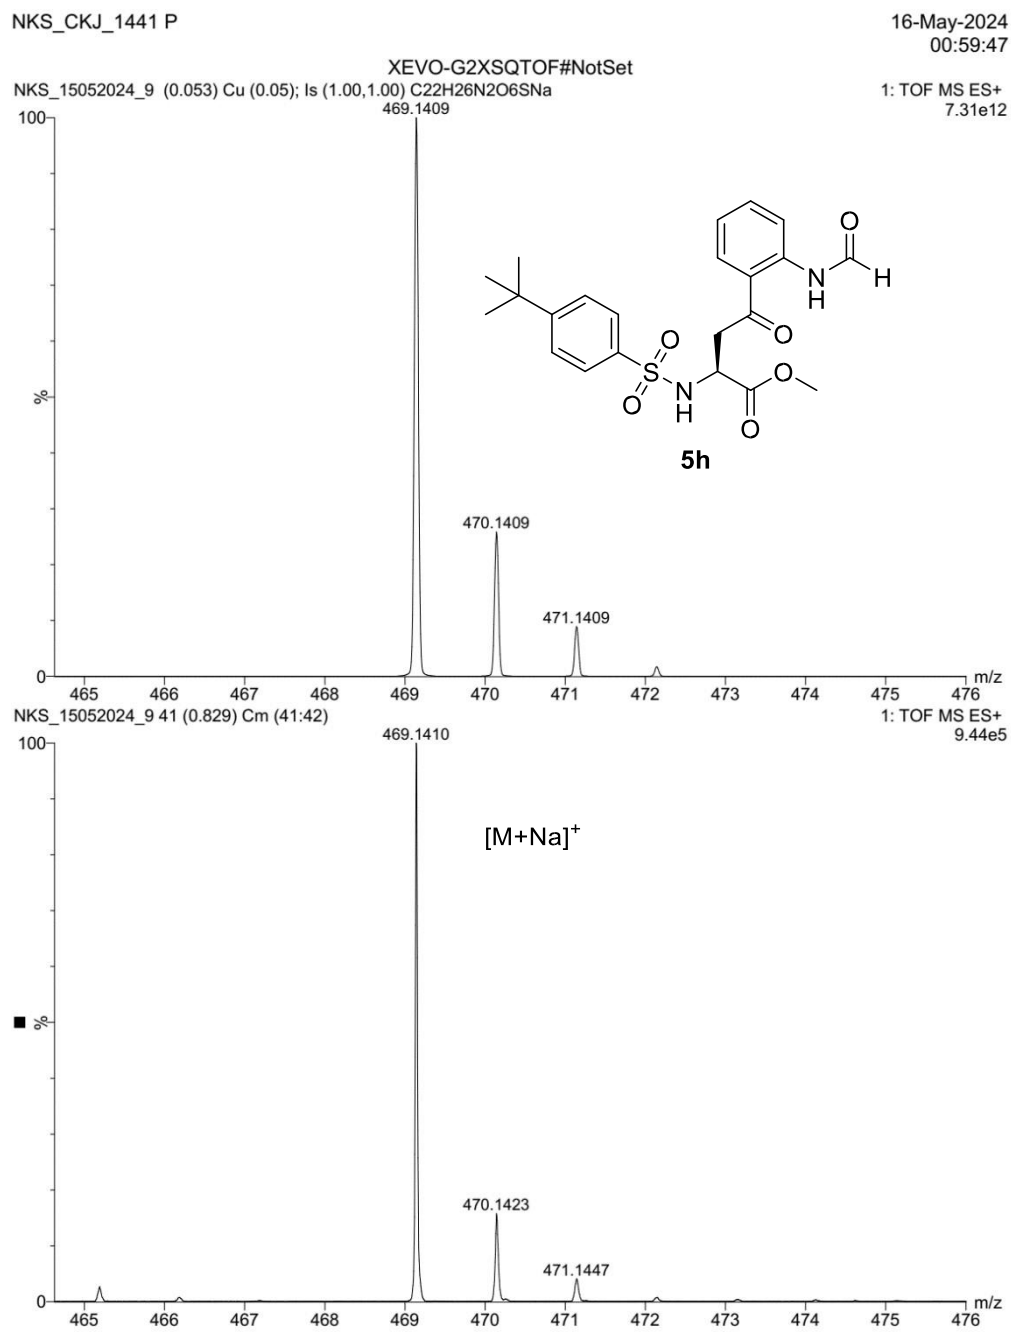 NKS_CKJ_1441 P
16-May-2024
00:59:47
XEVO-G2XSQTOF#NotSet
NKS_15052024_9 (0.053) Cu (0.05); Is (1.00,1.00) C22H26N2O6SNa
1: TOF MS ES+
7.31e12
469.1409
100
%
0
470.1409
471.1409
O
N
H
H
O
O
S
O
N
H
O
O
5h
465 466 467 468 469 470 471 472 473 474 475 476
m/z
NKS_15052024_9 41 (0.829) Cm (41:42)
1: TOF MS ES+
9.44e5
469.1410
100
[M+Na]+
%
470.1423
471.1447
0
465 466 467 468 469 470 471 472 473 474 475 476
m/z